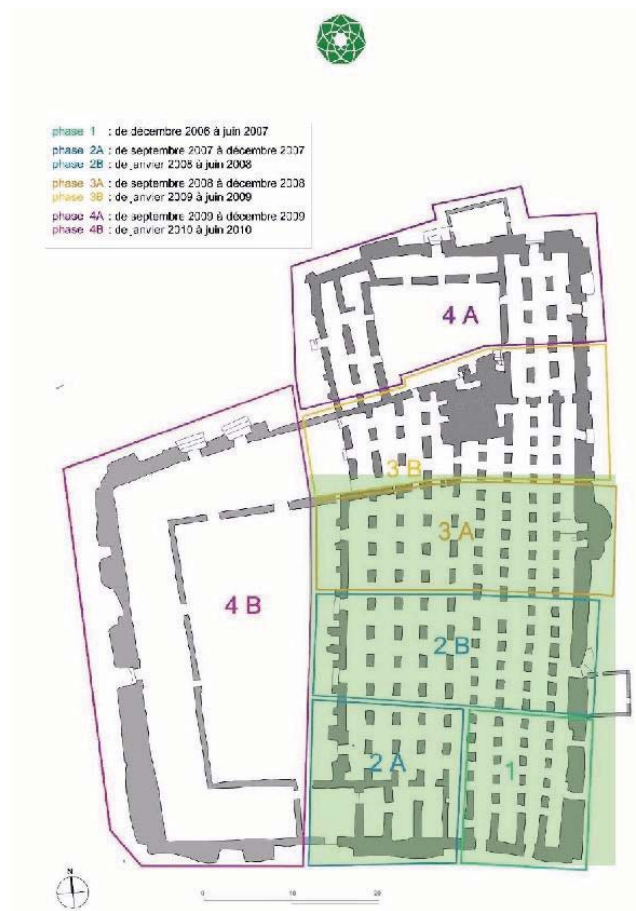 phase 1 : de décembre 2006 à juin 2007
phase 2A : de septembre 2007 à décembre 2007
phase 2B : de janvier 2008 à juin 2008
phase 3A : de septembre 2008 à décembre 2008
phase 3B : de janvier 2009 à juin 2009
phase 4A : de septembre 2009 à décembre 2009
phase 4B : de janvier 2010 à juin 2010
4 A
3 B
3 A
4 B
2 B
2 A
1
N
0 10 20